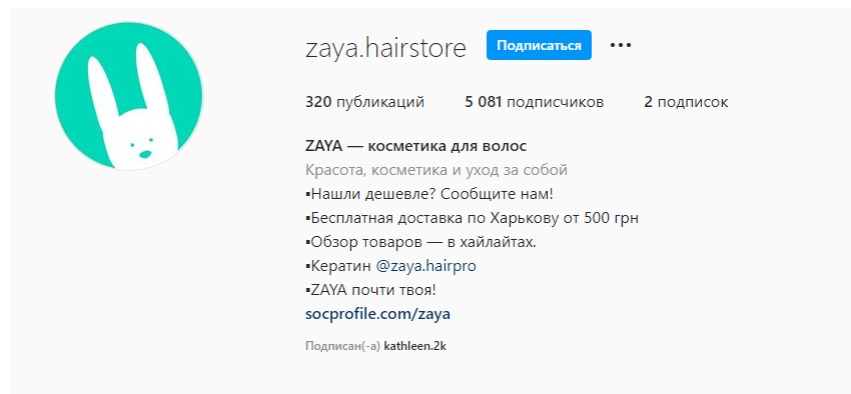 zaya.hairstore Подписаться •••
320 публикаций 5 081 подписчиков 2 подписок
ZAYA — косметика для волос
Красота, косметика и уход за собой
▪Нашли дешевле? Сообщите нам!
▪Бесплатная доставка по Харькову от 500 грн
▪Обзор товаров — в хайлайтах.
▪Кератин @zaya.hairpro
▪ZAYA почти твоя!
socprofile.com/zaya
Подписан(-а) kathleen.2k